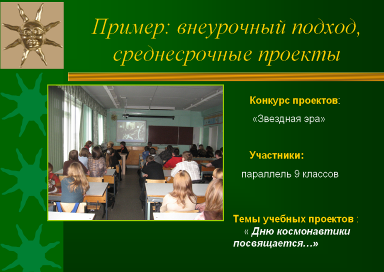 Пример: внеурочный подход,
среднесрочные проекты
Конкурс проектов:
«Звездная эра»
Участники:
параллель 9 классов
Темы учебных проектов :
« Дню космонавтики
посвящается…»